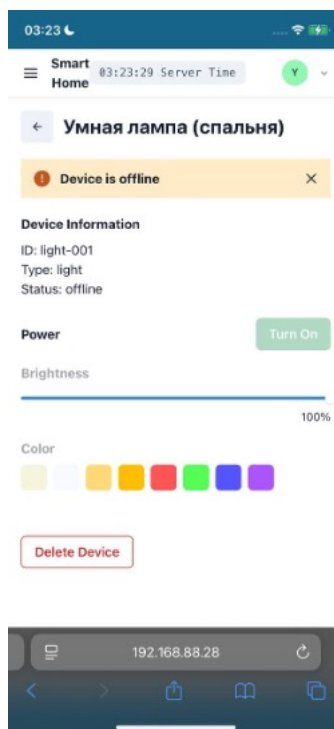 03:23
Smart Home
03:23:29 Server Time
Y
Умная лампа (спальня)
Device is offline
Device Information
ID: light-001
Type: light
Status: offline
Power
Turn On
Brightness
100%
Color
Delete Device
192.168.88.28